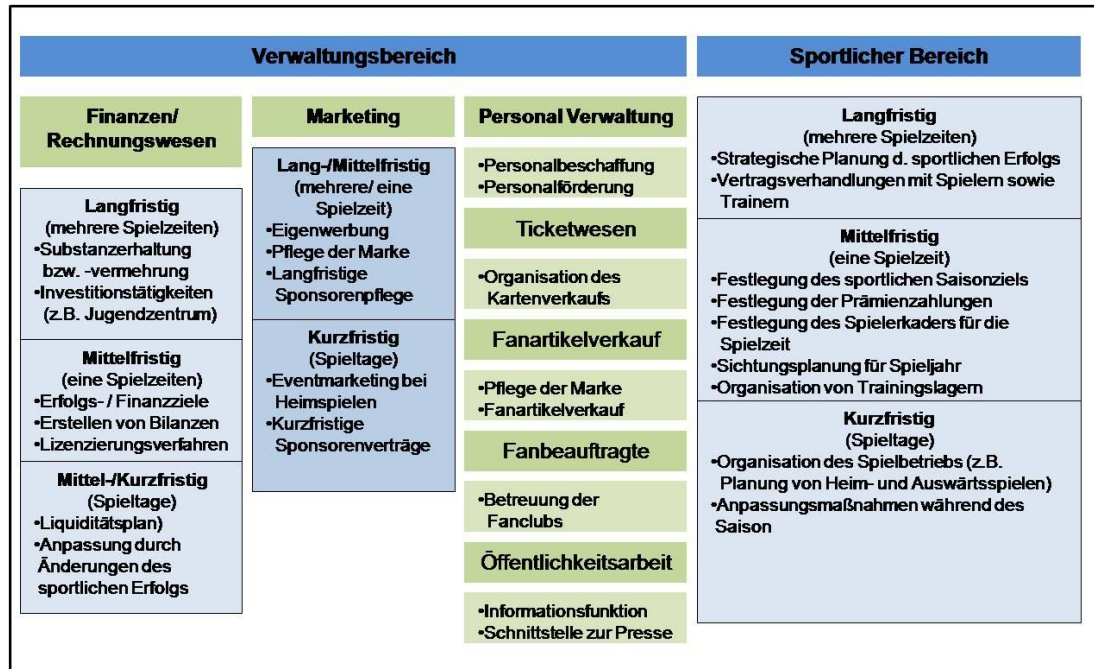 Verwaltungsbereich
Finanzen/
Rechnungswesen
Langfristig
(mehrere Spielzeiten)
•Substanzerhaltung
bzw. -vermehrung
•Investitionstätigkeiten
(z.B. Jugendzentrum)
Mittelfristig
(eine Spielzeiten)
•Erfolgs- / Finanzziele
•Erstellen von Bilanzen
•Lizenzierungsverfahren
Mittel-/Kurzfristig
(Spieltage)
•Liquiditätsplan)
•Anpassung durch
Änderungen des
sportlichen Erfolgs
Marketing
Lang-/Mittelfristig
(mehrere/ eine
Spielzeit)
•Eigenwerbung
•Pflege der Marke
•Langfristige
Sponsorenpflege
Kurzfristig
(Spieltage)
•Eventmarketing bei
Heimspielen
•Kurzfristige
Sponsorenverträge
Personal Verwaltung
•Personalbeschaffung
•Personalförderung
Ticketwesen
•Organisation des
Kartenverkaufs
Fanartikelverkauf
•Pflege der Marke
•Fanartikelverkauf
Fanbeauftragte
•Betreuung der
Fanclubs
Öffentlichkeitsarbeit
•Informationsfunktion
•Schnittstelle zur Presse
Sportlicher Bereich
Langfristig
(mehrere Spielzeiten)
•Strategische Planung d. sportlichen Erfolgs
•Vertragsverhandlungen mit Spielern sowie
Trainern
Mittelfristig
(eine Spielzeit)
•Festlegung des sportlichen Saisonziels
•Festlegung der Prämienzahlungen
•Festlegung des Spielerkaders für die
Spielzeit
•Sichtungsplanung für Spieljahr
•Organisation von Trainingslagern
Kurzfristig
(Spieltage)
•Organisation des Spielbetriebs (z.B.
Planung von Heim- und Auswärtsspielen)
•Anpassungsmaßnahmen während des
Saison